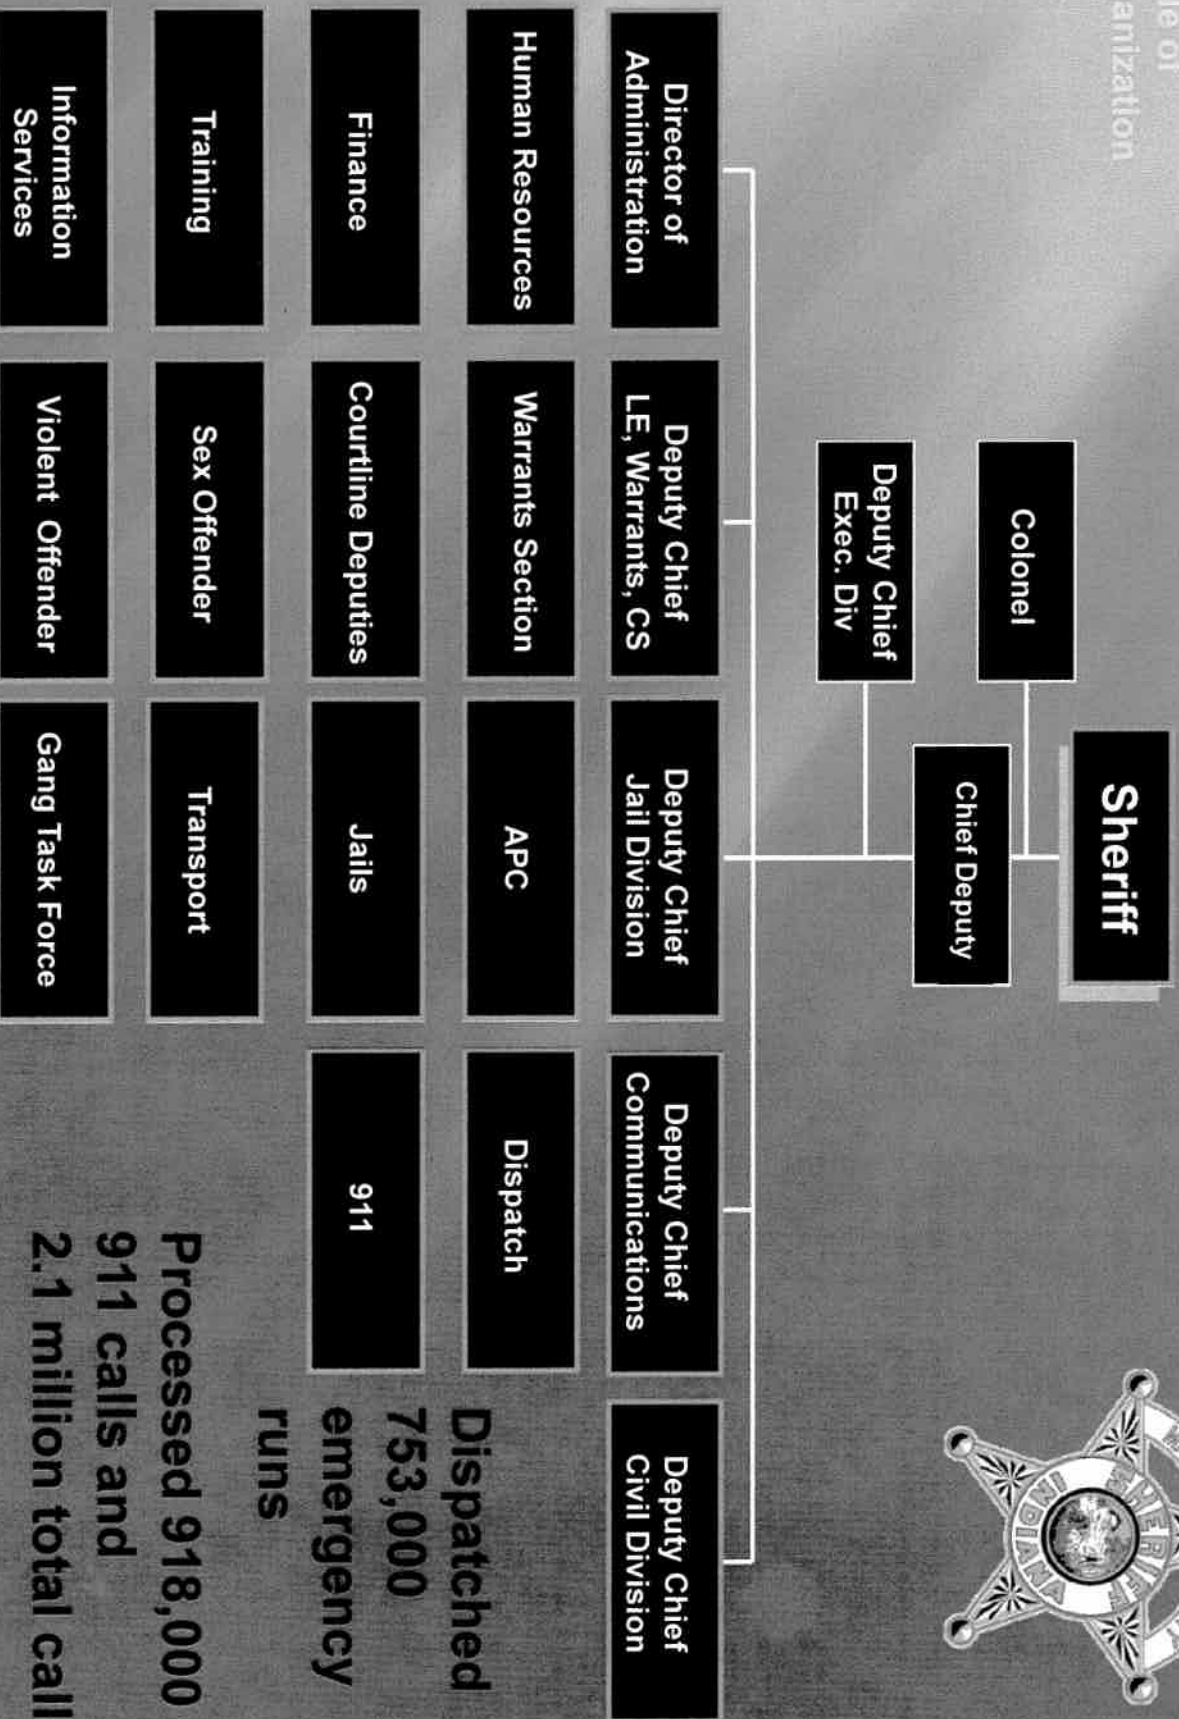 anization
Sheriff
Colonel
Chief Deputy
Deputy Chief
Exec. Div
Director of
Administration
Deputy Chief
LE, Warrants, CS
Deputy Chief
Jail Division
Deputy Chief
Communications
Deputy Chief
Civil Division
Human Resources
Warrants Section
APC
Dispatch
Dispatched
753,000
emergency
runs
Finance
Courtline Deputies
Jails
911
Training
Sex Offender
Transport
Processed 918,000
911 calls and
2.1 million total call
Information
Services
Violent Offender
Gang Task Force
SHERIFF
INDIANA